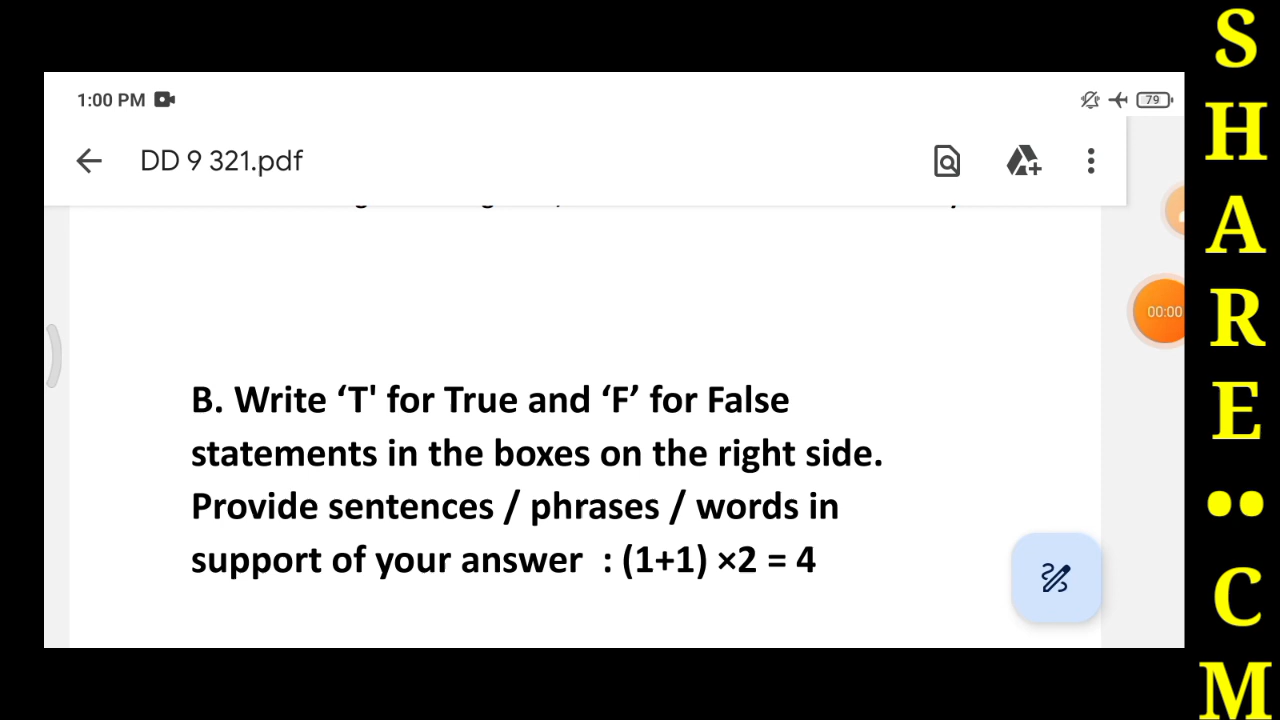 1:00 PM
79
DD 9 321.pdf
00:00
B. Write ‘T' for True and ‘F’ for False
statements in the boxes on the right side.
Provide sentences / phrases / words in
support of your answer : (1+1) ×2 = 4
S
H
A
R
E
••
C
M